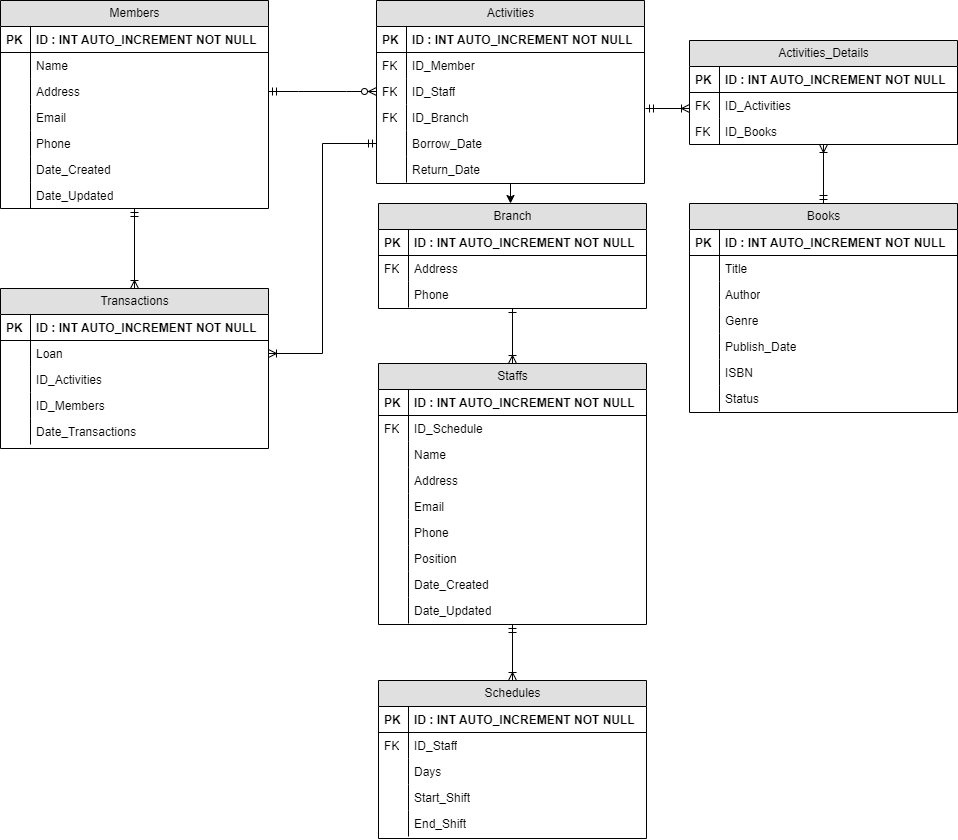 Members
PK ID : INT AUTO_INCREMENT NOT NULL
Name
Address
Email
Phone
Date_Created
Date_Updated
Activities
PK ID : INT AUTO_INCREMENT NOT NULL
FK ID_Member
FK ID_Staff
FK ID_Branch
Borrow_Date
Return_Date
Activities_Details
PK ID : INT AUTO_INCREMENT NOT NULL
FK ID_Activities
FK ID_Books
Branch
PK ID : INT AUTO_INCREMENT NOT NULL
FK Address
Phone
Books
PK ID : INT AUTO_INCREMENT NOT NULL
Title
Author
Genre
Publish_Date
ISBN
Status
Transactions
PK ID : INT AUTO_INCREMENT NOT NULL
Loan
ID_Activities
ID_Members
Date_Transactions
Staffs
PK ID : INT AUTO_INCREMENT NOT NULL
FK ID_Schedule
Name
Address
Email
Phone
Position
Date_Created
Date_Updated
Schedules
PK ID : INT AUTO_INCREMENT NOT NULL
FK ID_Staff
Days
Start_Shift
End_Shift